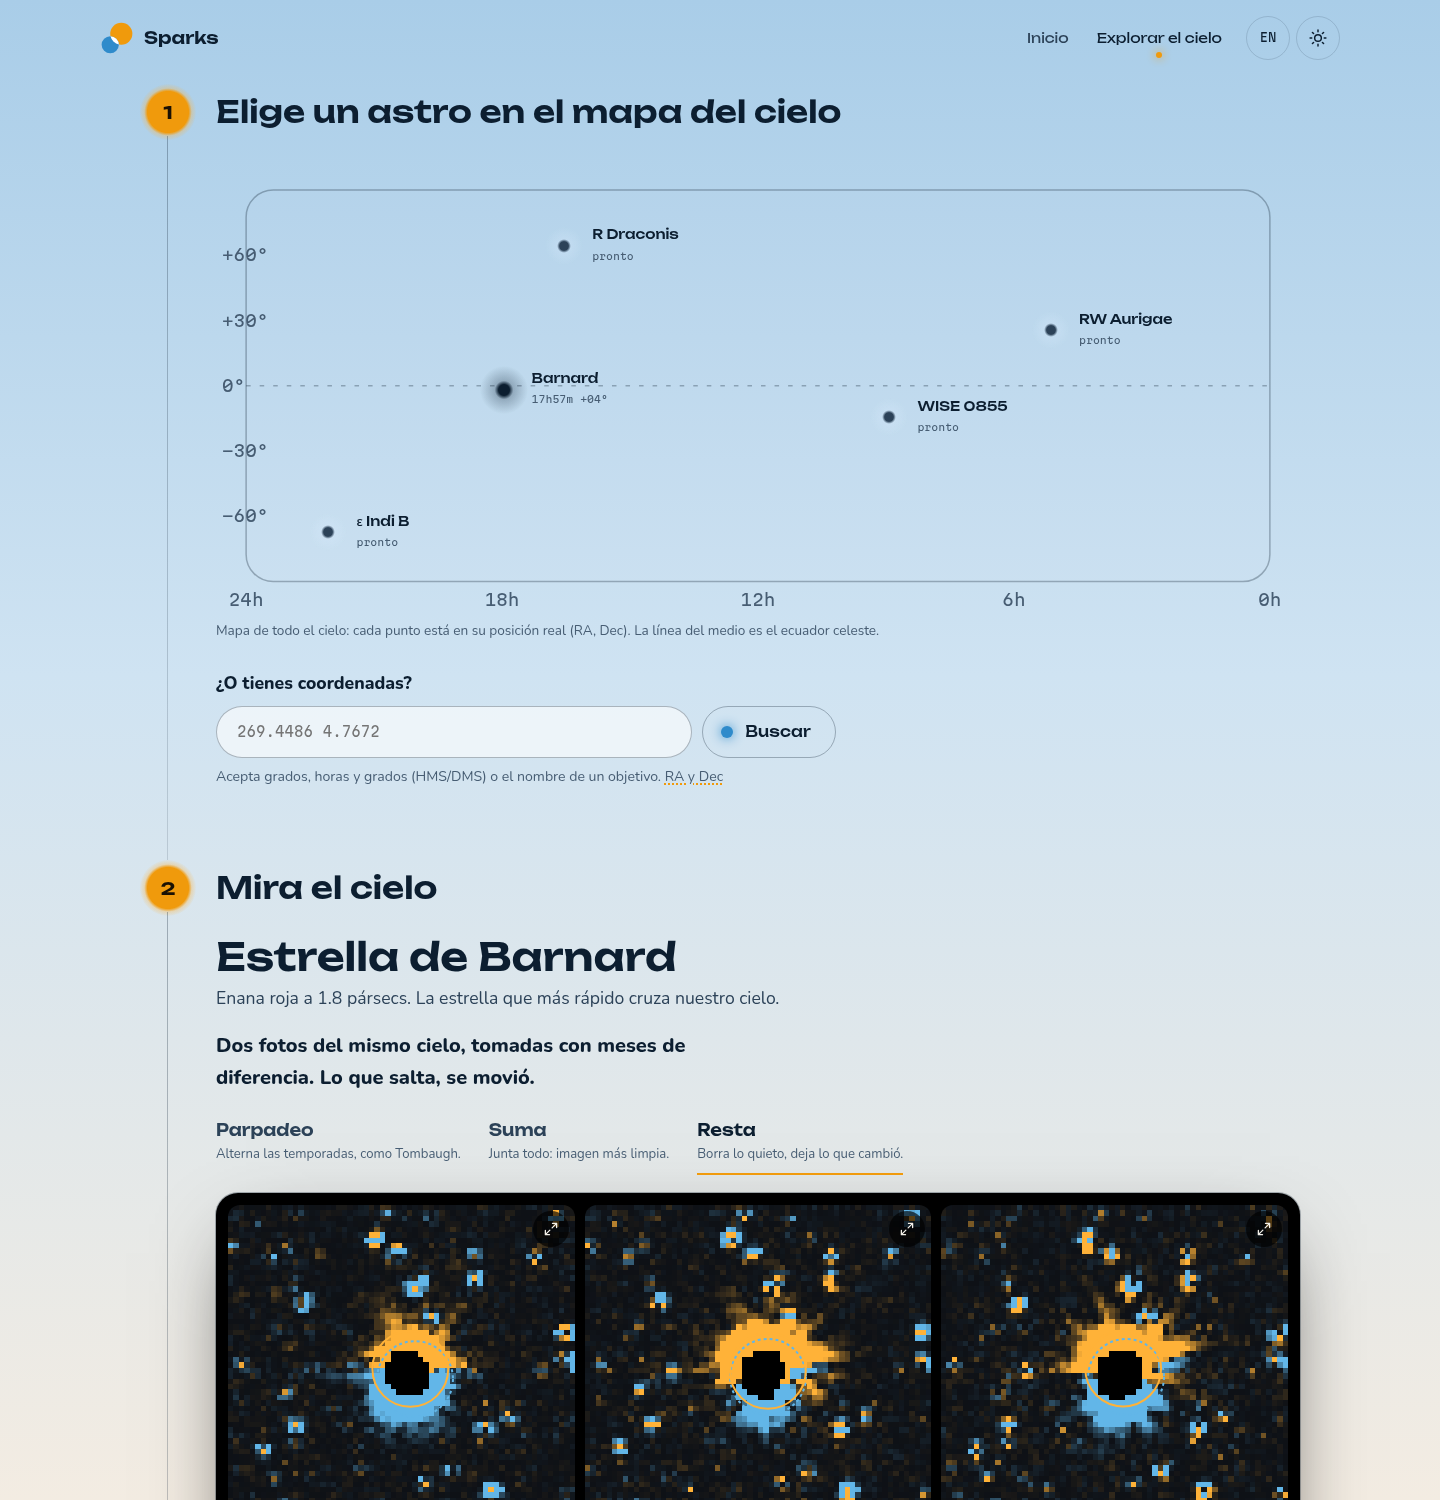 Sparks
Inicio
Explorar el cielo
EN
1
Elige un astro en el mapa del cielo
R Draconis
pronto
+60°
+30°
RW Aurigae
pronto
0°
Barnard
17h57m +04°
WISE 0855
pronto
−30°
−60°
ε Indi B
pronto
24h
18h
12h
6h
0h
Mapa de todo el cielo: cada punto está en su posición real (RA, Dec). La línea del medio es el ecuador celeste.
¿O tienes coordenadas?
269.4486 4.7672
Buscar
Acepta grados, horas y grados (HMS/DMS) o el nombre de un objetivo. RA y Dec
2
Mira el cielo
Estrella de Barnard
Enana roja a 1.8 pársecs. La estrella que más rápido cruza nuestro cielo.
Dos fotos del mismo cielo, tomadas con meses de
diferencia. Lo que salta, se movió.
Parpadeo
Alterna las temporadas, como Tombaugh.
Suma
Junta todo: imagen más limpia.
Resta
Borra lo quieto, deja lo que cambió.